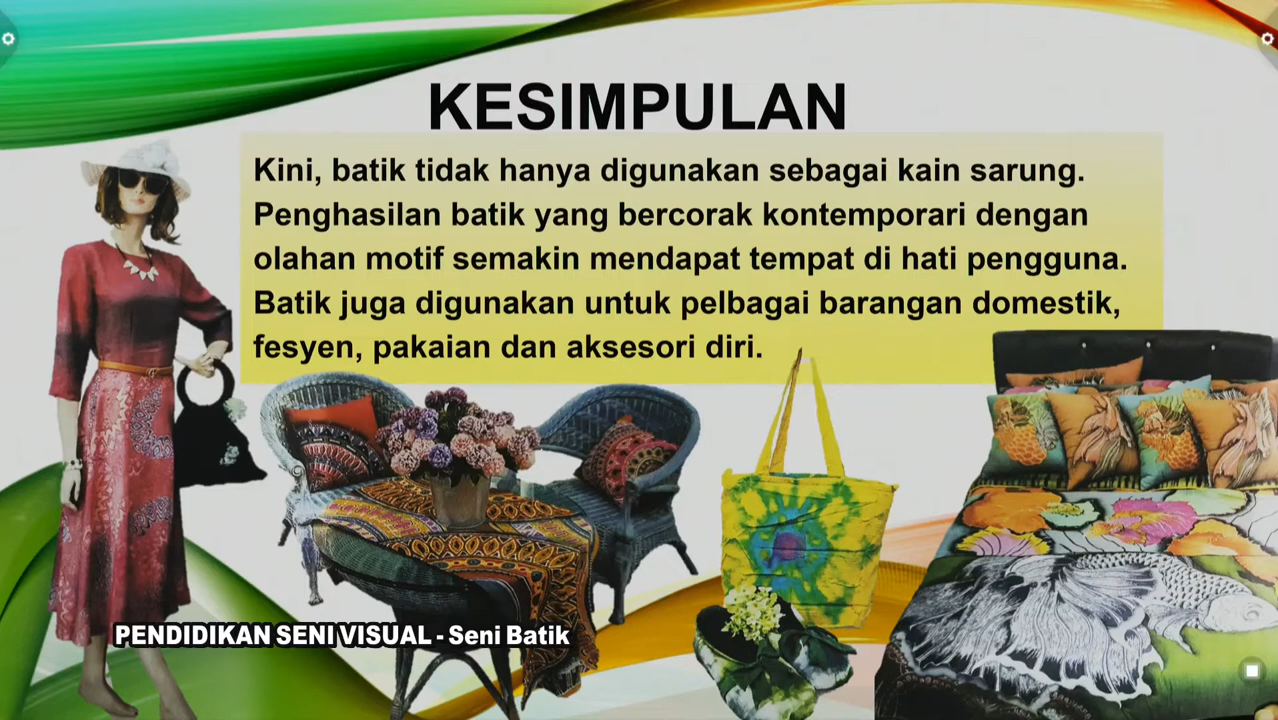 KESIMPULAN
Kini, batik tidak hanya digunakan sebagai kain sarung.
Penghasilan batik yang bercorak kontemporari dengan
olahan motif semakin mendapat tempat di hati pengguna.
Batik juga digunakan untuk pelbagai barangan domestik,
fesyen, pakaian dan aksesori diri.
PENDIDIKAN SENI VISUAL - Seni Batik